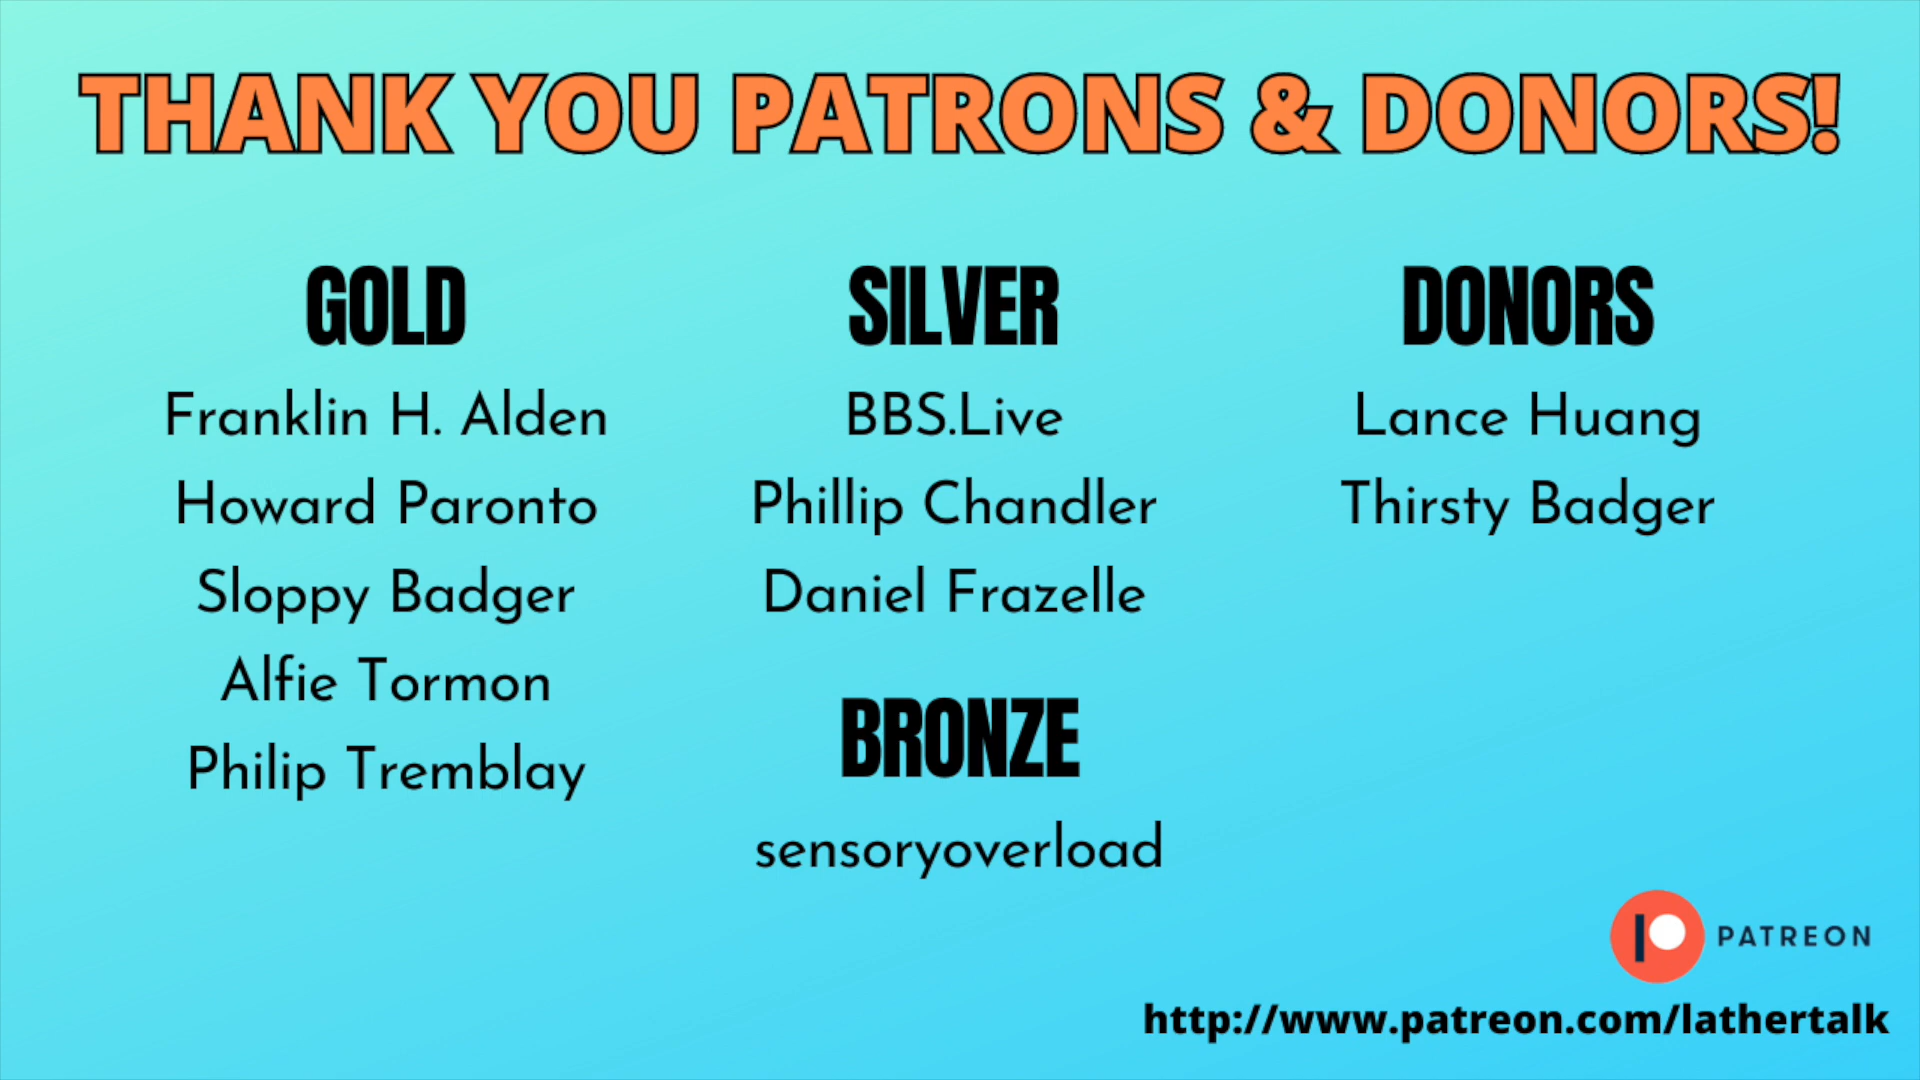 THANK YOU PATRONS & DONORS!
GOLD
Franklin H. Alden
Howard Paronto
Sloppy Badger
Alfie Tormon
Philip Tremblay
SILVER
BBS.Live
Phillip Chandler
Daniel Frazelle
BRONZE
sensoryoverload
DONORS
Lance Huang
Thirsty Badger
PATREON
http://www.patreon.com/lathertalk